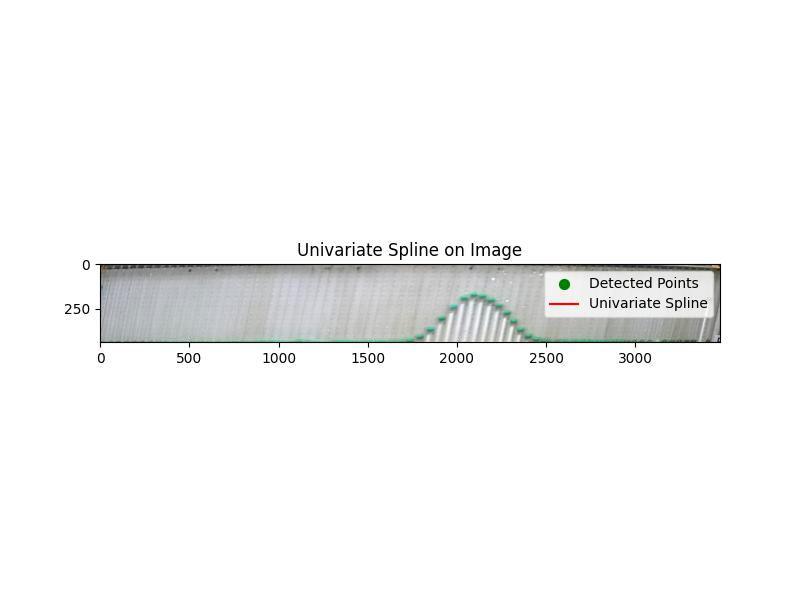 Univariate Spline on Image
0
250
Detected Points
Univariate Spline
0 500 1000 1500 2000 2500 3000